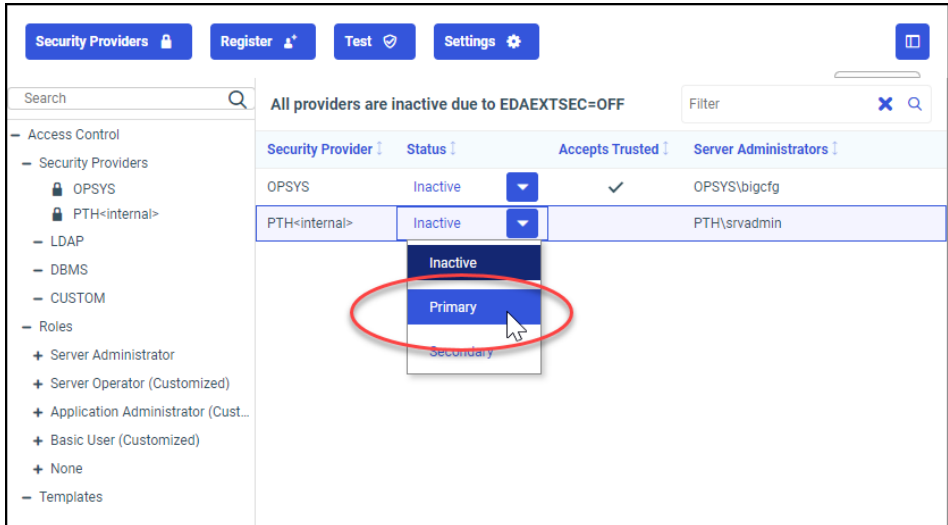 Security Providers
Register
Test
Settings
Search
All providers are inactive due to EDAEXTSEC=OFF
Filter
Access Control
Security Providers
OPSYS
PTH<internal>
LDAP
DBMS
CUSTOM
Roles
Server Administrator
Server Operator (Customized)
Application Administrator (Cust...
Basic User (Customized)
None
Templates
Security Provider Status Accepts Trusted Server Administrators
OPSYS Inactive OPSYS\bigcfg
PTH<internal> Inactive PTH\srvadmin
Inactive
Primary
Secondary